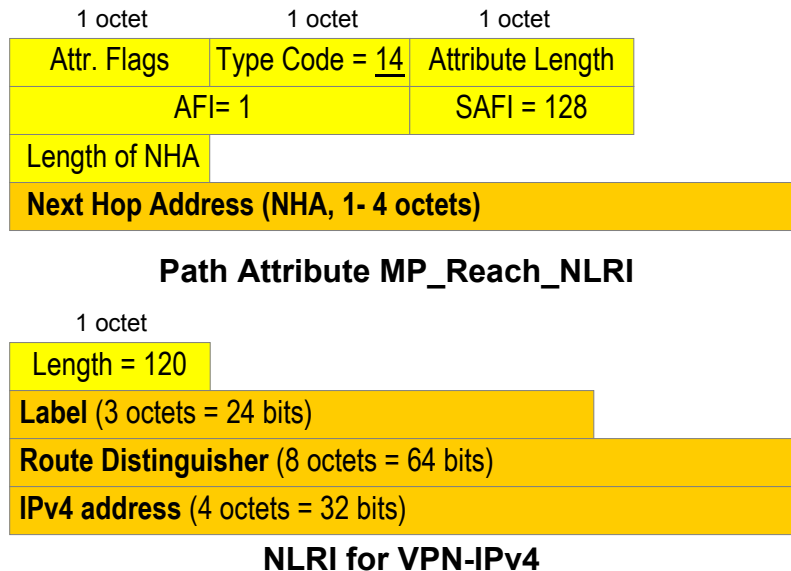 1 octet 1 octet 1 octet
Attr. Flags Type Code = 14 Attribute Length
AFI= 1 SAFI = 128
Length of NHA
Next Hop Address (NHA, 1- 4 octets)
Path Attribute MP_Reach_NLRI
1 octet
Length = 120
Label (3 octets = 24 bits)
Route Distinguisher (8 octets = 64 bits)
IPv4 address (4 octets = 32 bits)
NLRI for VPN-IPv4